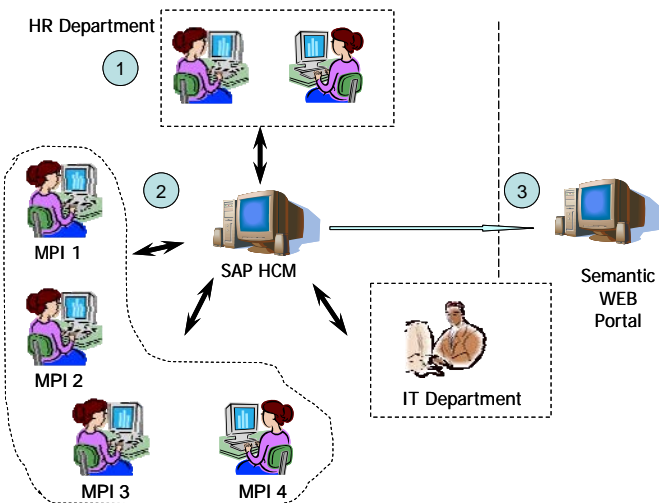 HR Department
1
2
3
MPI 1
SAP HCM
Semantic
WEB
Portal
MPI 2
IT Department
MPI 3
MPI 4